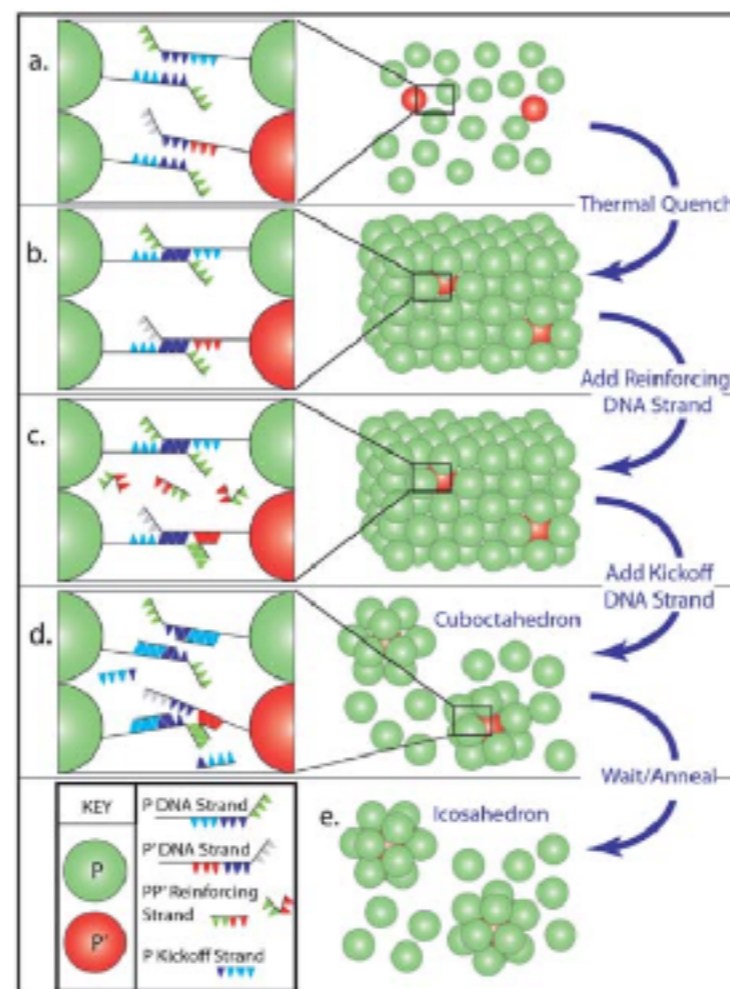 a.
Thermal Quench
b.
Add Reinforcing
DNA Strand
c.
Add Kickoff
DNA Strand
d.
Cuboctahedron
Wait/Anneal
KEY
P
P'
P DNA Strand
P' DNA Strand
PP' Reinforcing
Strand
P Kickoff Strand
e.
Icosahedron